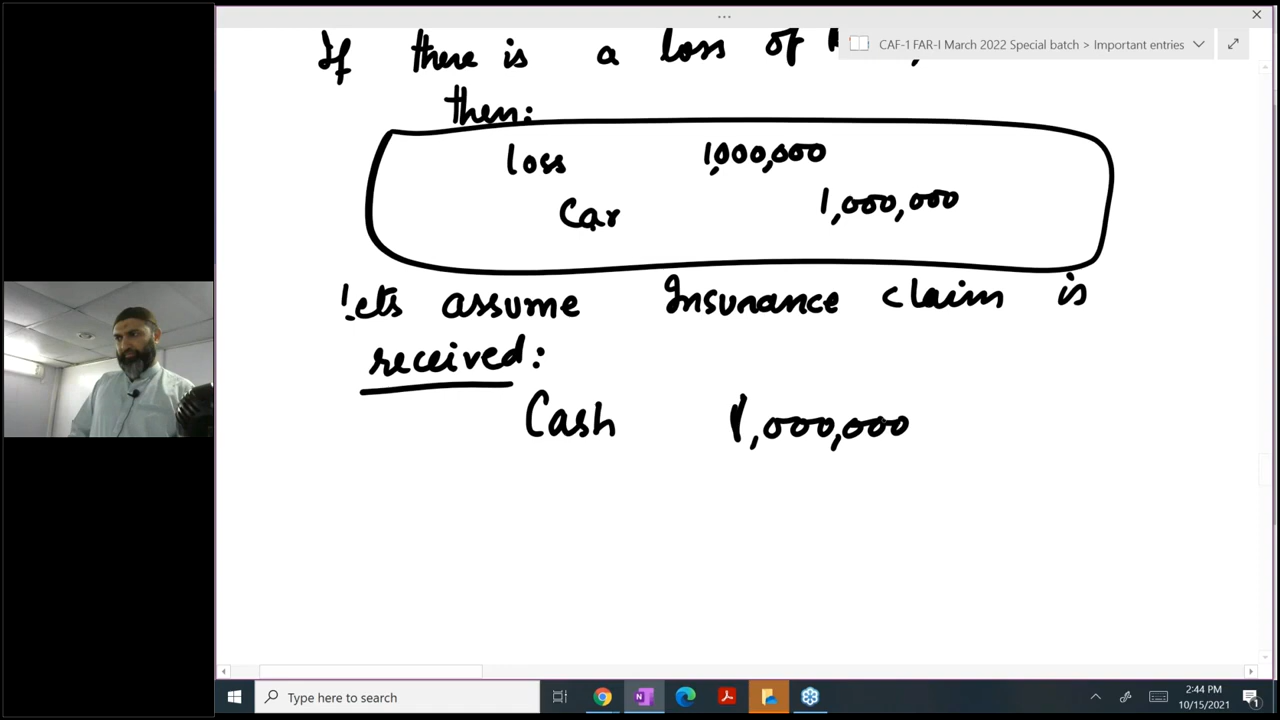 CAF-1 FAR-I March 2022 Special batch > Important entries
If there is a loss of
then:
loss 1,000,000
Car 1,000,000
lets assume Insurance claim is
received:
Cash 1,000,000
Type here to search
2:44 PM
10/15/2021
1